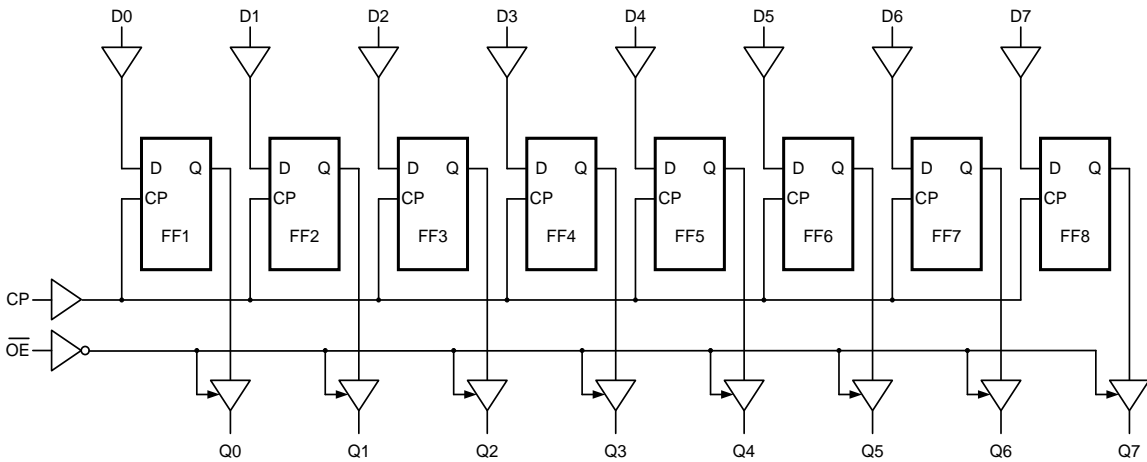 D0 D1 D2 D3 D4 D5 D6 D7
D Q D Q D Q D Q D Q D Q D Q D Q
CP CP CP CP CP CP CP CP
FF1 FF2 FF3 FF4 FF5 FF6 FF7 FF8
CP
O̅E̅
Q0 Q1 Q2 Q3 Q4 Q5 Q6 Q7